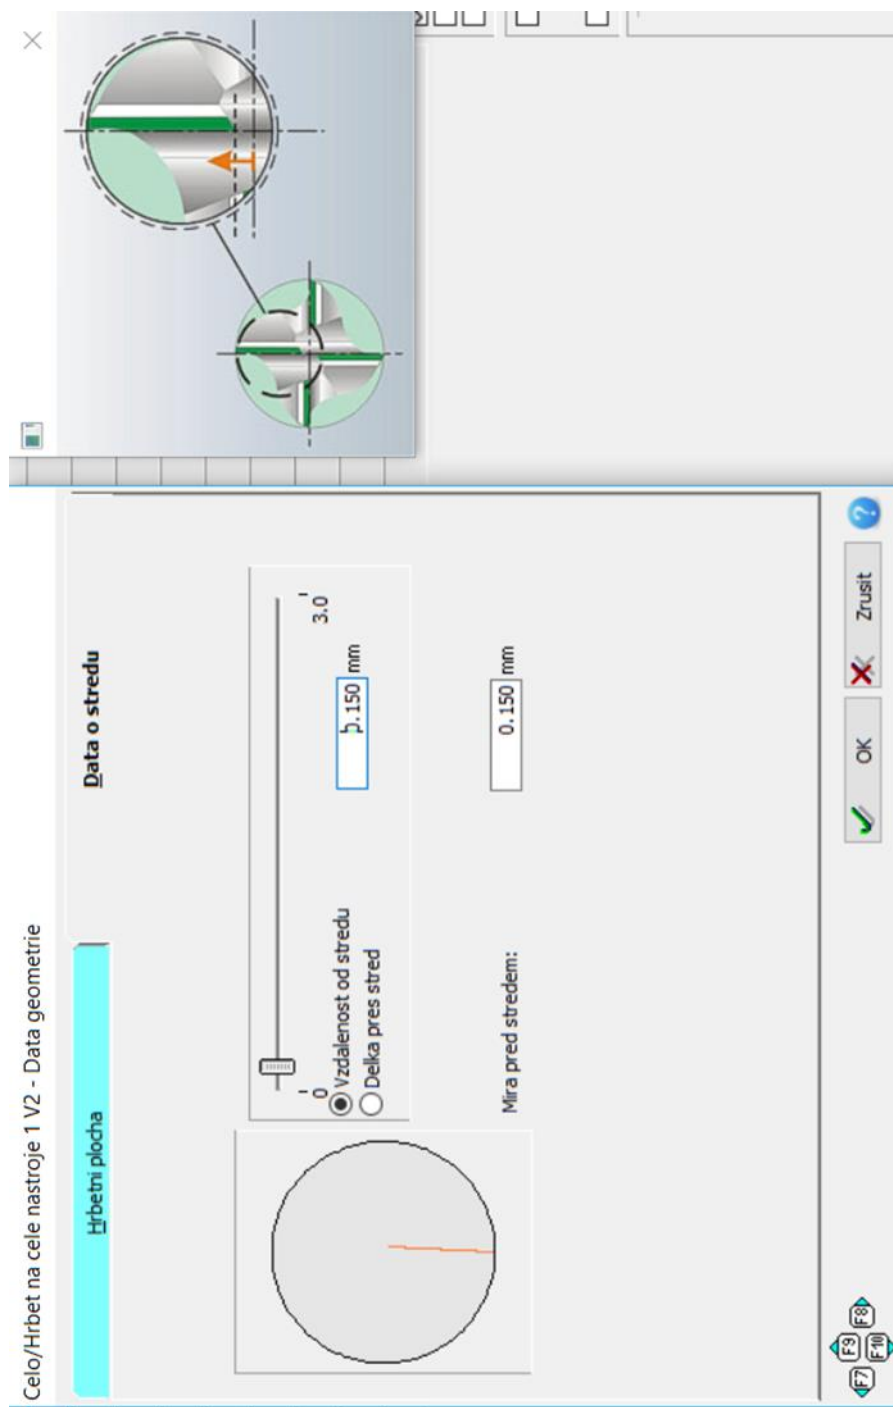 Celo/Hrbet na cele nastroje 1 V2 - Data geometrie
Hrbetni plocha
Data o stredu
0
3.0
Vzdalenost od stredu
0.150 mm
Delka pres stred
Mira pred stredem:
0.150 mm
F7
F9
F10
F8
OK
Zrusit
?